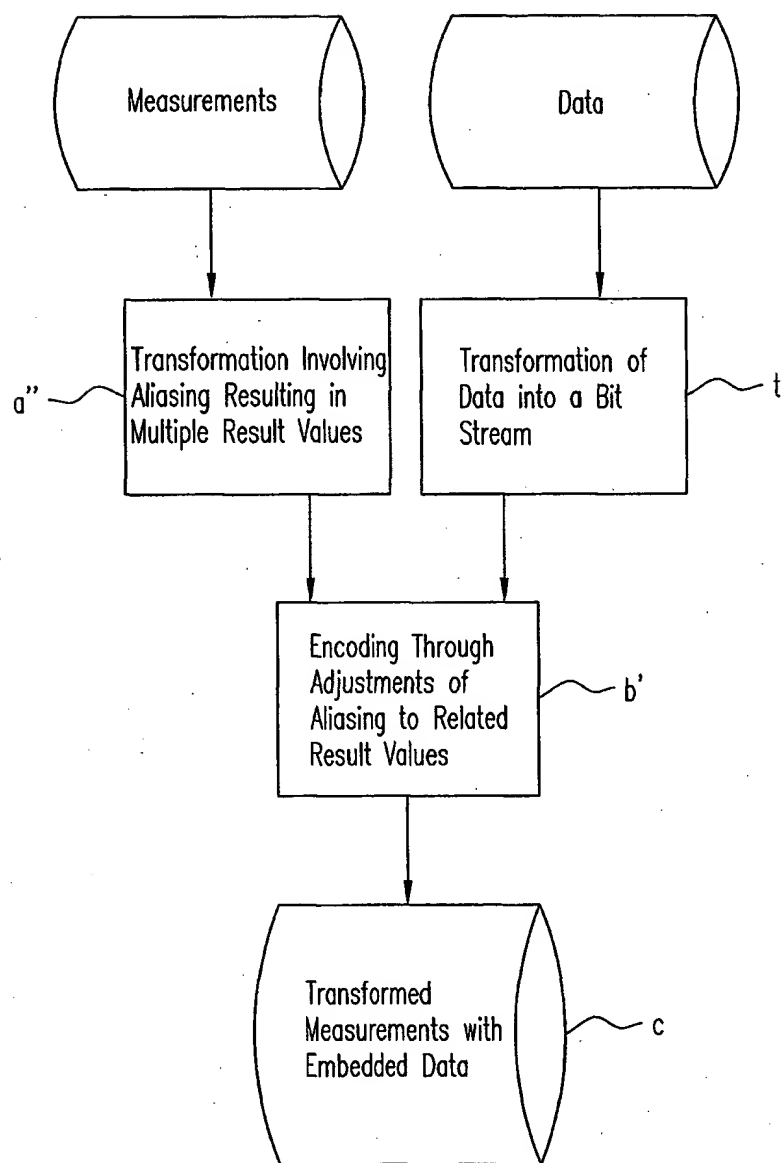 Measurements
Data
Transformation Involving
Aliasing Resulting in
Multiple Result Values
a''
Transformation of
Data into a Bit
Stream
t
Encoding Through
Adjustments of
Aliasing to Related
Result Values
b'
Transformed
Measurements with
Embedded Data
c